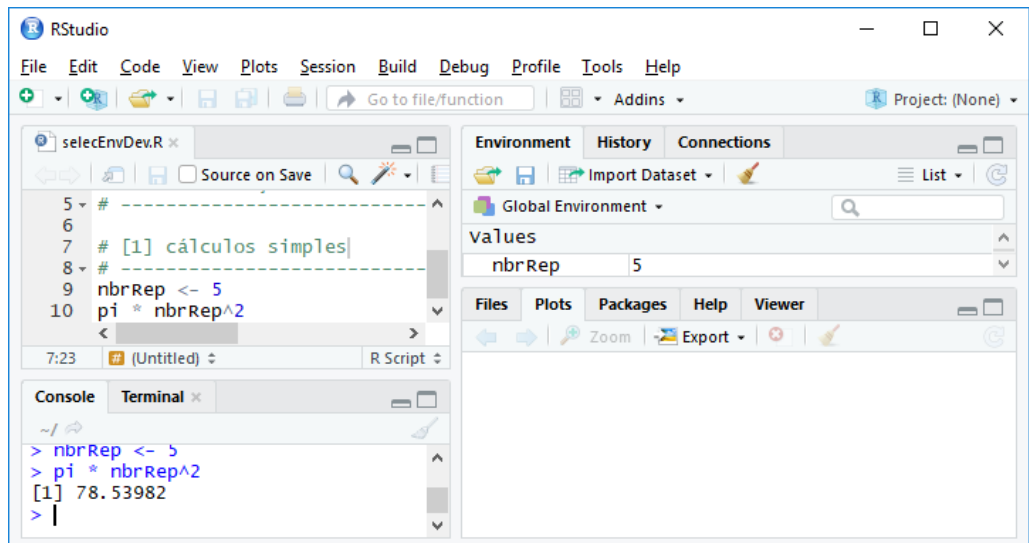 RStudio
File Edit Code View Plots Session Build Debug Profile Tools Help
Go to file/function Addins Project: (None)
selecEnvDev.R
Source on Save
5 # ----------------------------
6
7 # [1] cálculos simples
8 # ----------------------------
9 nbrRep <- 5
10 pi * nbrRep^2
7:23 # (Untitled) R Script
Console Terminal
~/
> nbrRep <- 5
> pi * nbrRep^2
[1] 78.53982
>
Environment History Connections
Import Dataset List
Global Environment
Values
nbrRep 5
Files Plots Packages Help Viewer
Zoom Export